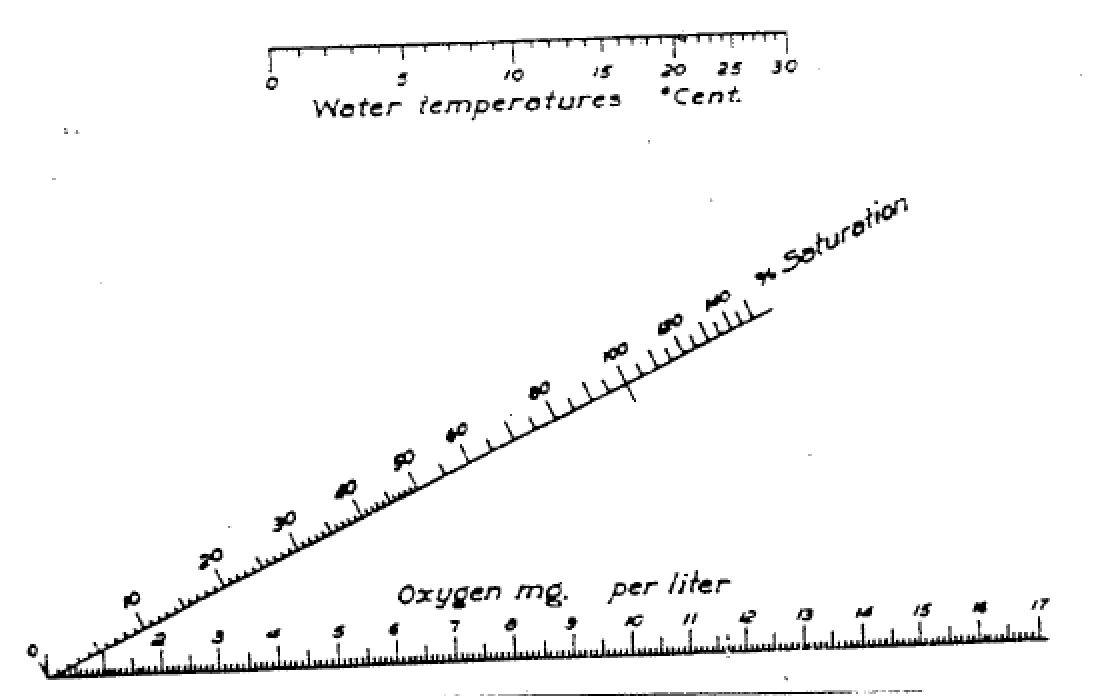 0 5 10 15 20 25 30
Water temperatures °Cent.
% Saturation
0 10 20 30 40 50 60 80 100 120 140
Oxygen mg. per liter
0 2 3 4 5 6 7 8 9 10 11 12 13 14 15 16 17